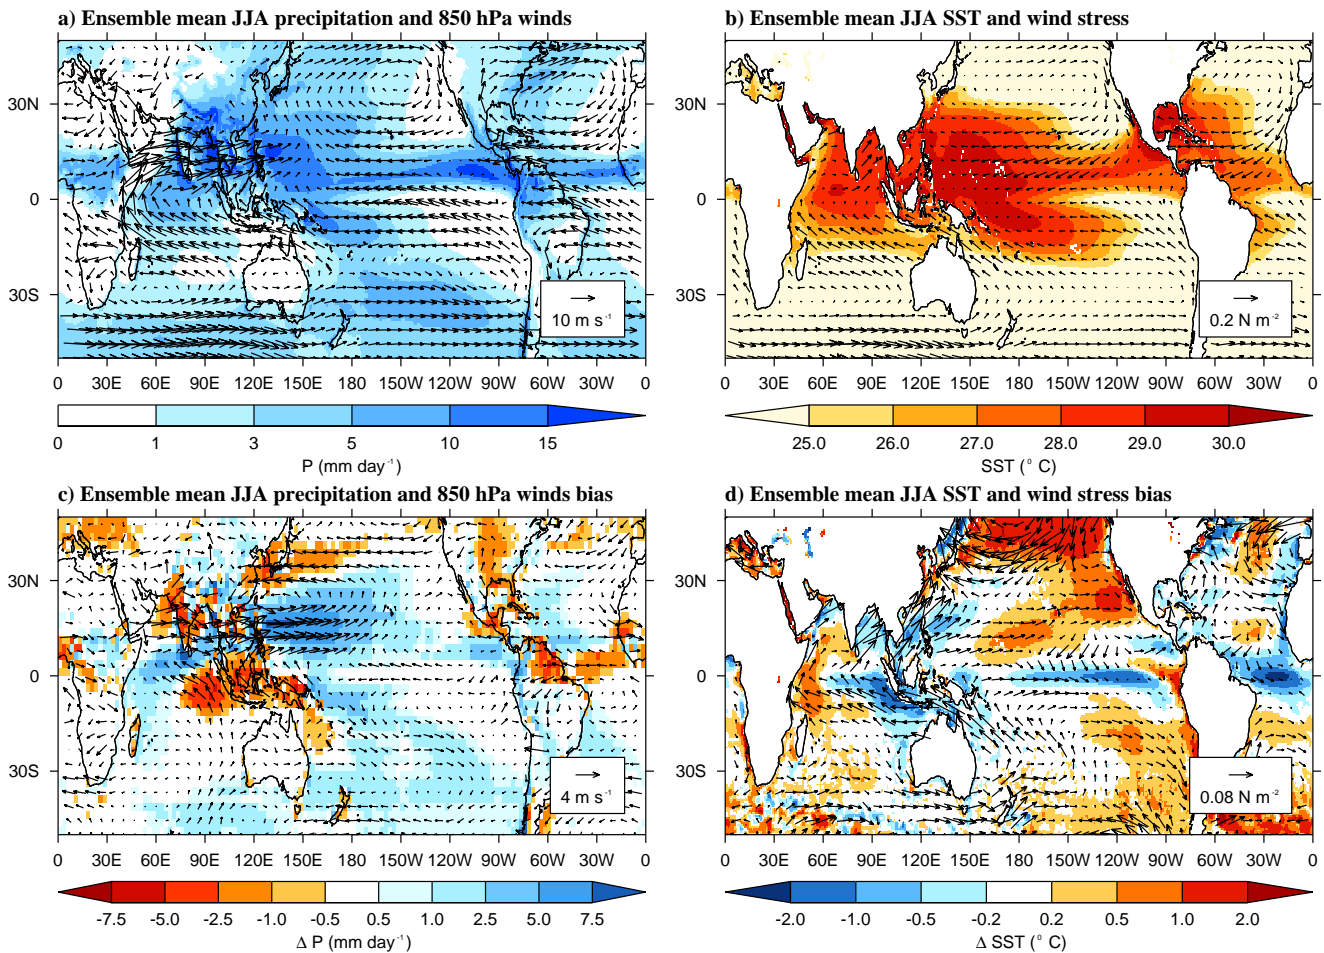 a) Ensemble mean JJA precipitation and 850 hPa winds
30N
0
30S
10 m s⁻¹
0 30E 60E 90E 120E 150E 180 150W 120W 90W 60W 30W 0
0 1 3 5 10 15
P (mm day⁻¹)
b) Ensemble mean JJA SST and wind stress
30N
0
30S
0.2 N m⁻²
0 30E 60E 90E 120E 150E 180 150W 120W 90W 60W 30W 0
25.0 26.0 27.0 28.0 29.0 30.0
SST (° C)
c) Ensemble mean JJA precipitation and 850 hPa winds bias
30N
0
30S
4 m s⁻¹
0 30E 60E 90E 120E 150E 180 150W 120W 90W 60W 30W 0
-7.5 -5.0 -2.5 -1.0 -0.5 0.5 1.0 2.5 5.0 7.5
Δ P (mm day⁻¹)
d) Ensemble mean JJA SST and wind stress bias
30N
0
30S
0.08 N m⁻²
0 30E 60E 90E 120E 150E 180 150W 120W 90W 60W 30W 0
-2.0 -1.0 -0.5 -0.2 0.2 0.5 1.0 2.0
Δ SST (° C)